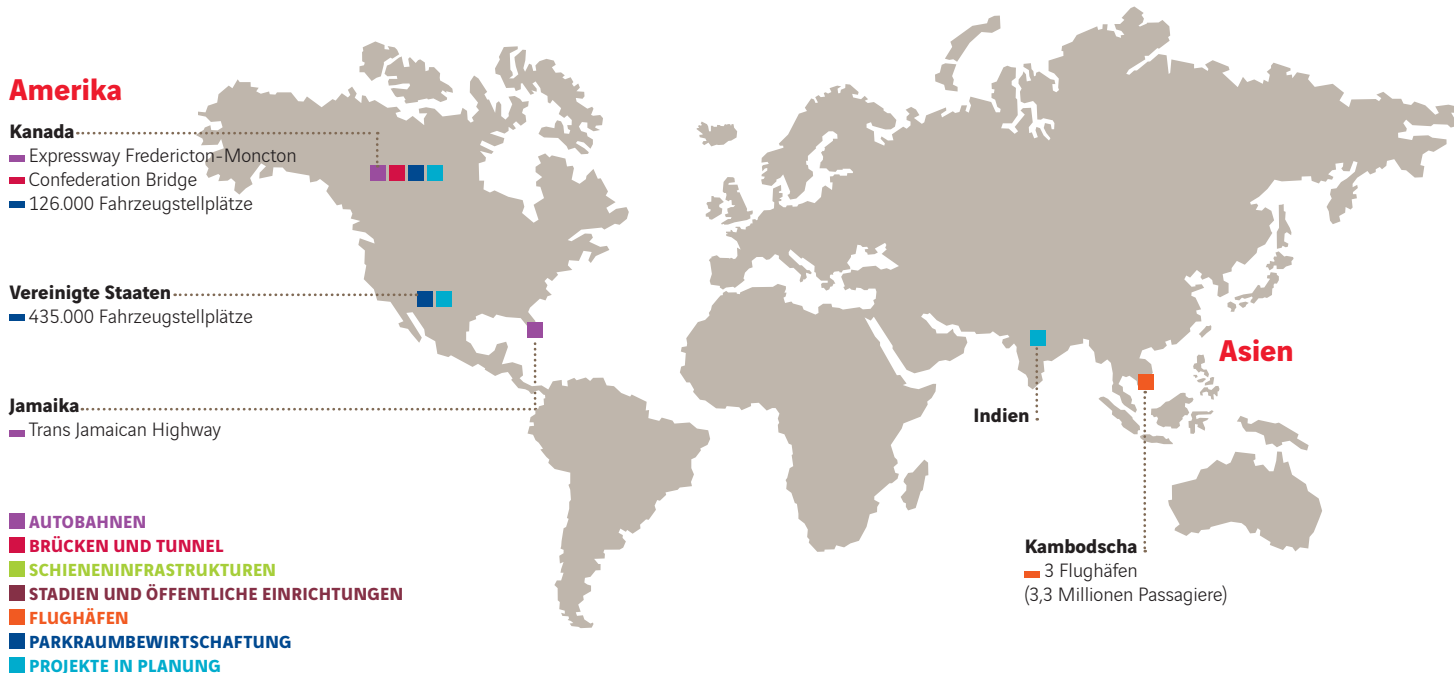 Amerika
Kanada
Expressway Fredericton-Moncton
Confederation Bridge
126.000 Fahrzeugstellplätze
Vereinigte Staaten
435.000 Fahrzeugstellplätze
Jamaika
Trans Jamaican Highway
Asien
Indien
Kambodscha
3 Flughäfen
(3,3 Millionen Passagiere)
AUTOBAHNEN
BRÜCKEN UND TUNNEL
SCHIENENINFRASTRUKTUREN
STADIEN UND ÖFFENTLICHE EINRICHTUNGEN
FLUGHÄFEN
PARKRAUMBEWIRTSCHAFTUNG
PROJEKTE IN PLANUNG